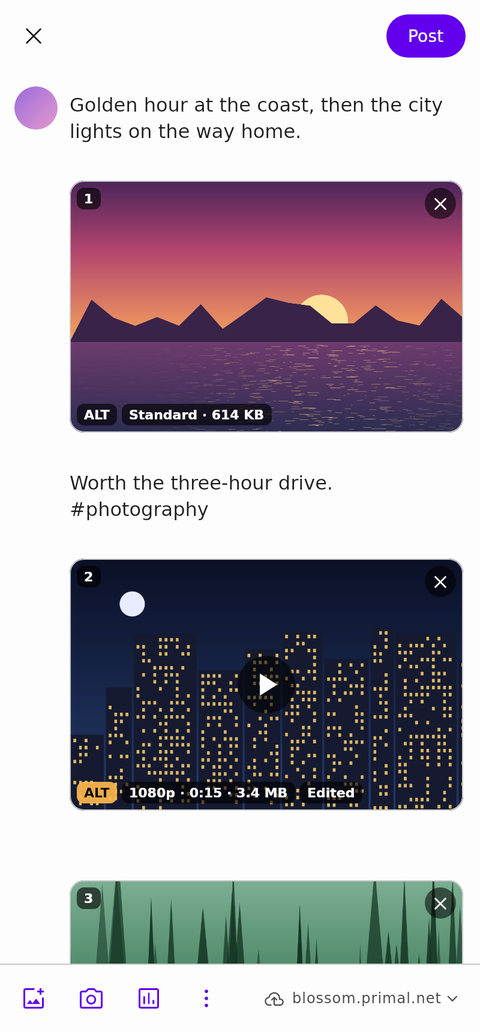 Post
Golden hour at the coast, then the city
lights on the way home.
1
ALT Standard · 614 KB
Worth the three-hour drive.
#photography
2
ALT 1080p · 0:15 · 3.4 MB · Edited
3
blossom.primal.net